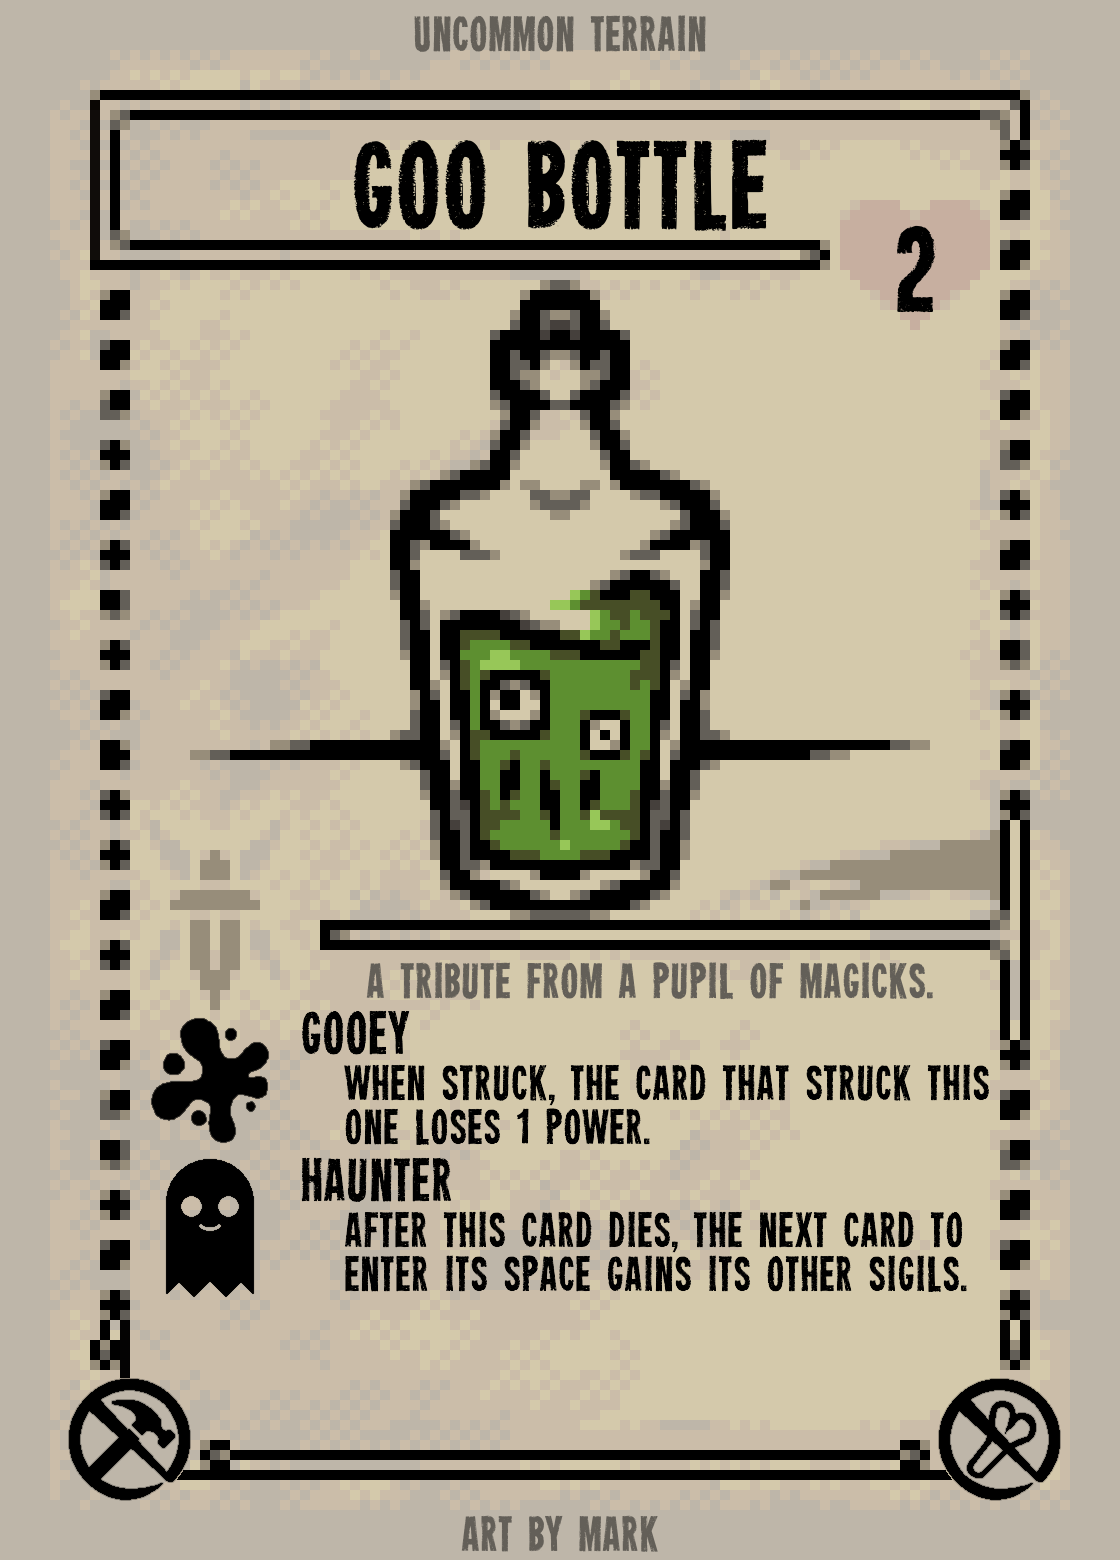 UNCOMMON TERRAIN
GOO BOTTLE
2
A TRIBUTE FROM A PUPIL OF MAGICKS.
GOOEY
WHEN STRUCK, THE CARD THAT STRUCK THIS
ONE LOSES 1 POWER.
HAUNTER
AFTER THIS CARD DIES, THE NEXT CARD TO
ENTER ITS SPACE GAINS ITS OTHER SIGILS.
ART BY MARK